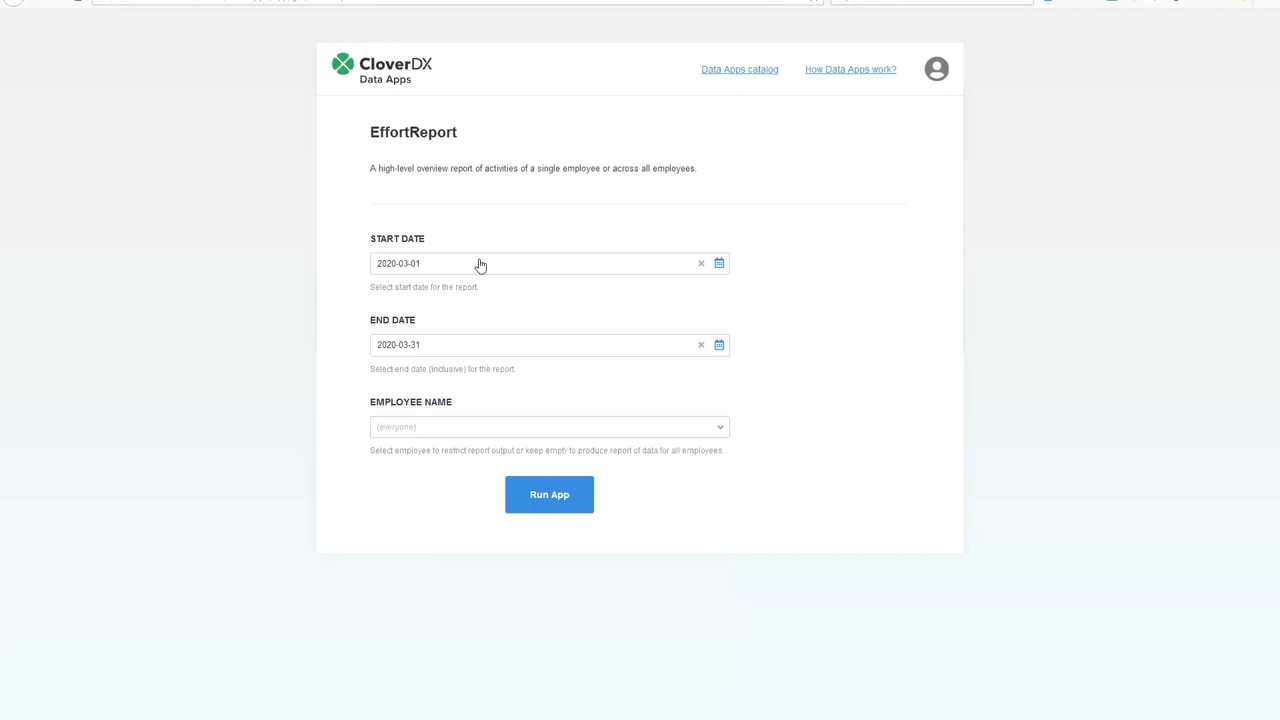 CloverDX
Data Apps
Data Apps catalog
How Data Apps work?
EffortReport
A high-level overview report of activities of a single employee or across all employees.
START DATE
2020-03-01
Select start date for the report.
END DATE
2020-03-31
Select end date (inclusive) for the report.
EMPLOYEE NAME
(everyone)
Select employee to restrict report output or keep empty to produce report of data for all employees.
Run App